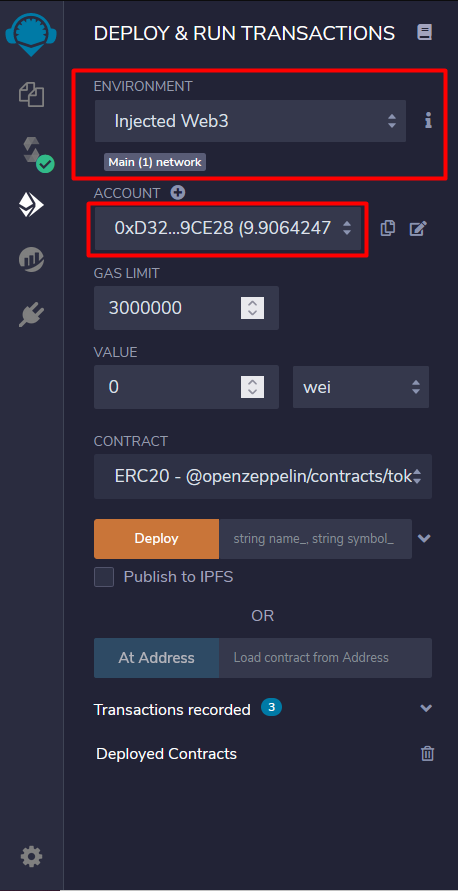 DEPLOY & RUN TRANSACTIONS
ENVIRONMENT
Injected Web3
Main (1) network
ACCOUNT
0xD32...9CE28 (9.9064247
GAS LIMIT
3000000
VALUE
0
wei
CONTRACT
ERC20 - @openzeppelin/contracts/tok
Deploy
string name_, string symbol_
Publish to IPFS
OR
At Address
Load contract from Address
Transactions recorded 3
Deployed Contracts